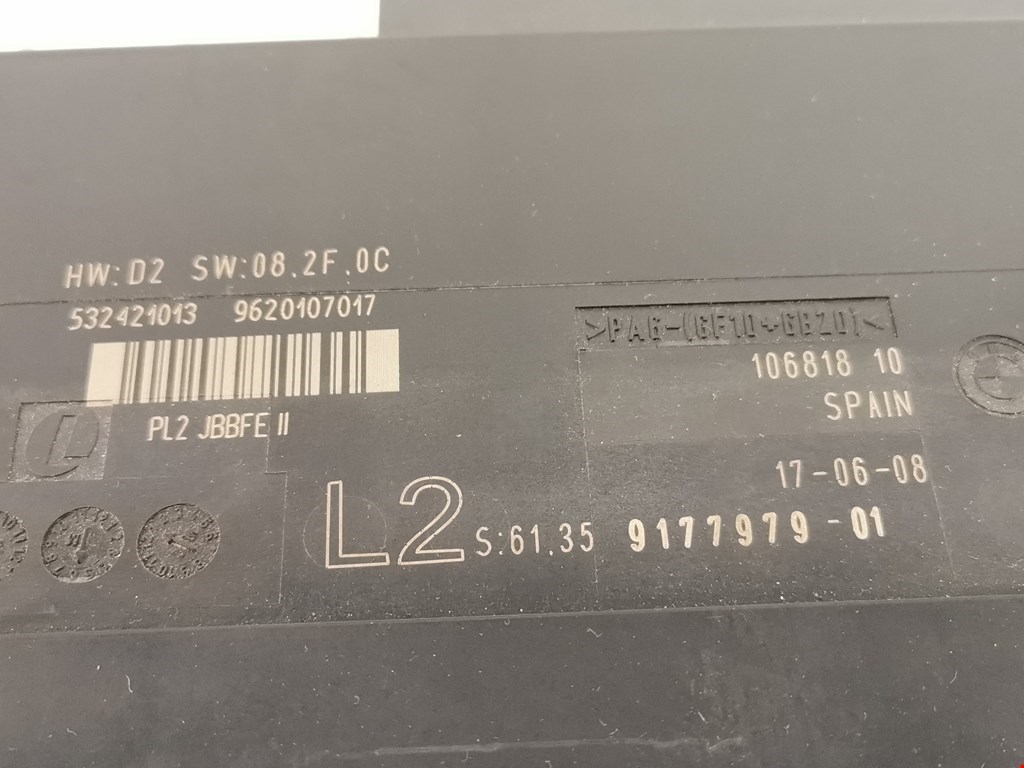 HW:D2 SW:08.2F.0C
532421013 9620107017
>PA6-(GF10+GB20)<
106818 10
SPAIN
PL2 JBBFE II
17-06-08
L2 S:61.35 9177979-01